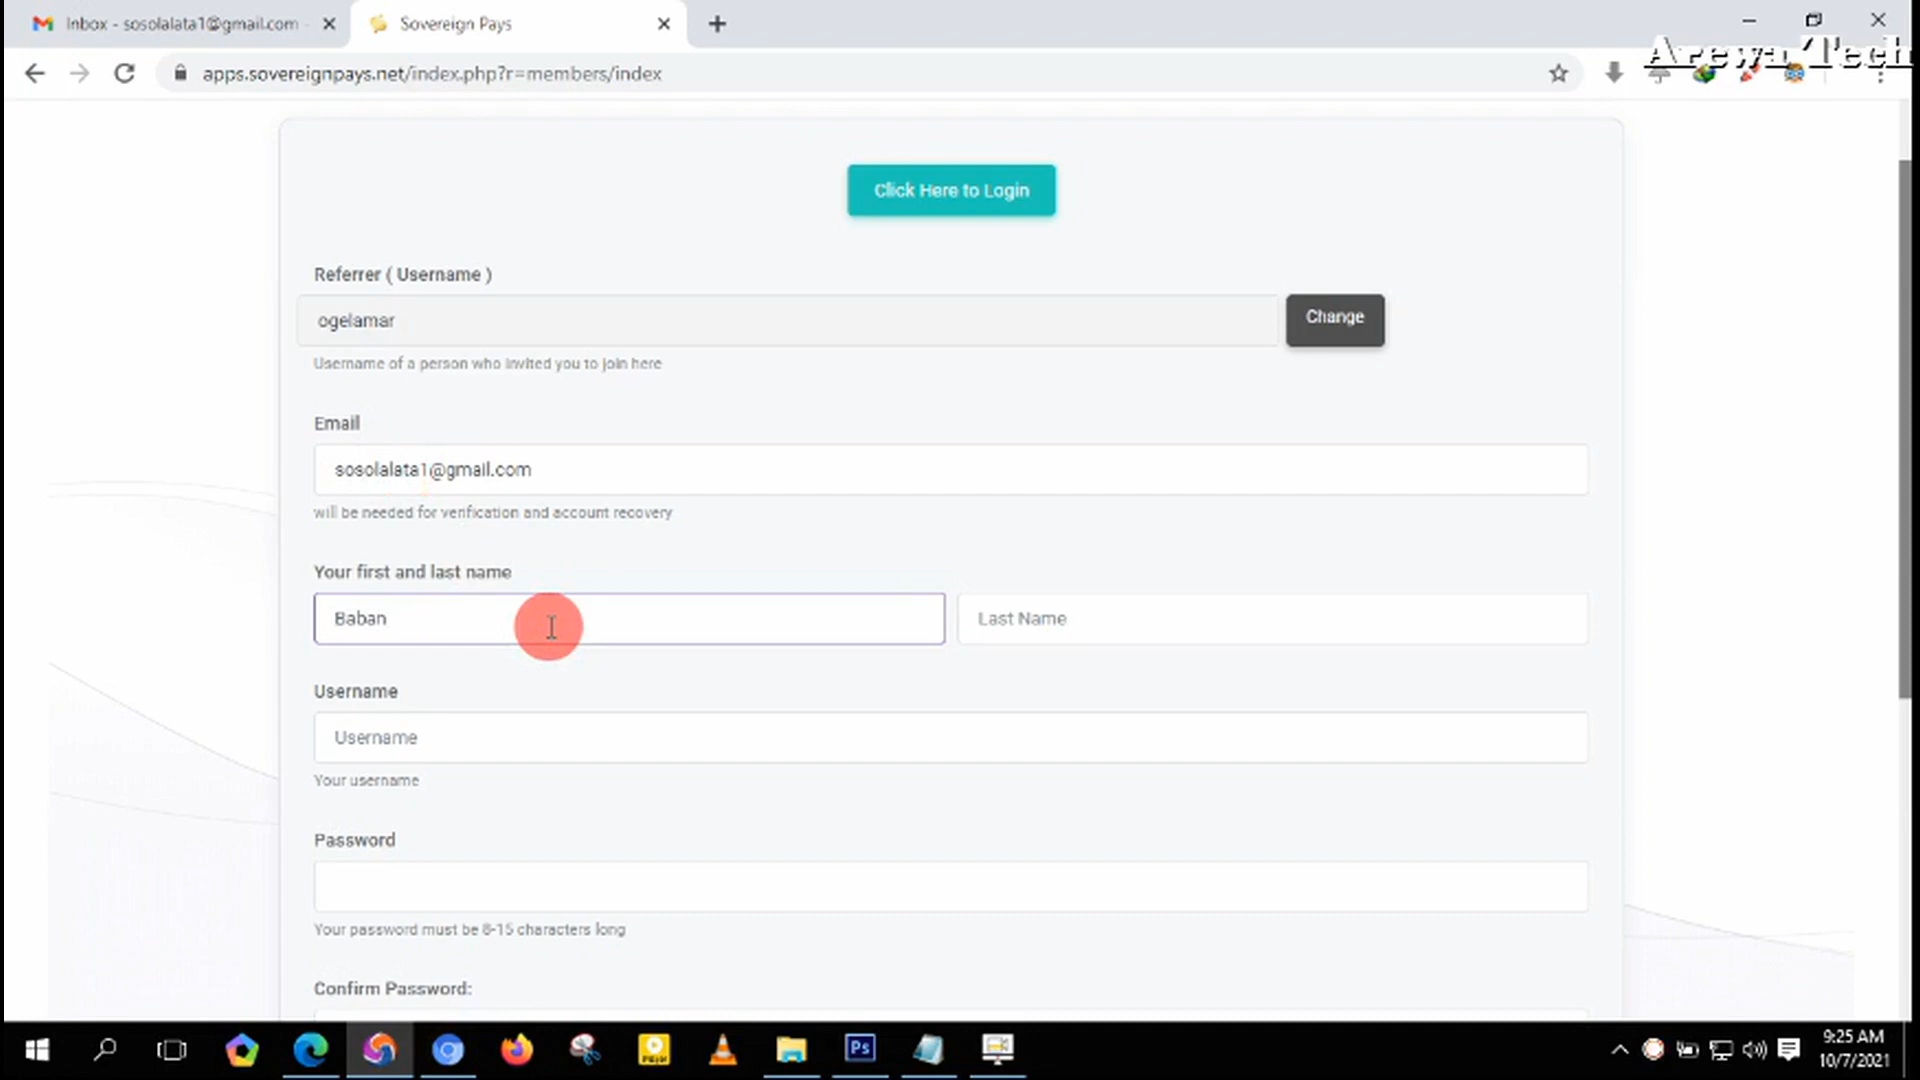 Inbox - sosolalata1@gmail.com -
Sovereign Pays
Arewa Tech
apps.sovereignpays.net/index.php?r=members/index
Click Here to Login
Referrer ( Username )
ogelamar
Change
Username of a person who invited you to join here
Email
sosolalata1@gmail.com
will be needed for verification and account recovery
Your first and last name
Baban
Last Name
Username
Username
Your username
Password
Your password must be 8-15 characters long
Confirm Password:
Ps
9:25 AM
10/7/2021